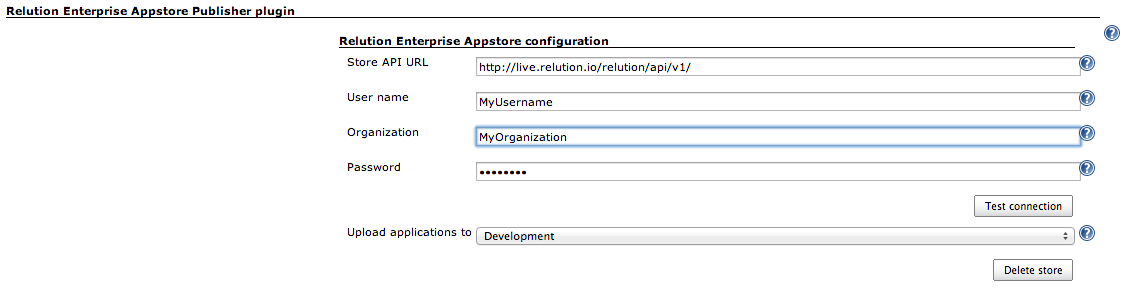 Relution Enterprise Appstore Publisher plugin
Relution Enterprise Appstore configuration
Store API URL http://live.relution.io/relution/api/v1/
User name MyUsername
Organization MyOrganization
Password ••••••••
Test connection
Upload applications to Development
Delete store